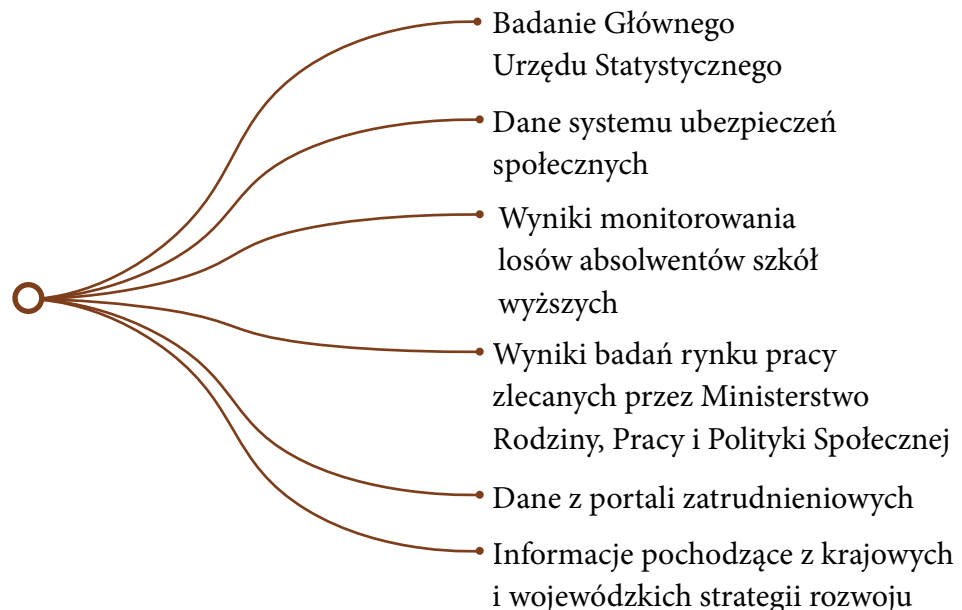 Badanie Głównego
Urzędu Statystycznego
Dane systemu ubezpieczeń
społecznych
Wyniki monitorowania
losów absolwentów szkół
wyższych
Wyniki badań rynku pracy
zlecanych przez Ministerstwo
Rodziny, Pracy i Polityki Społecznej
Dane z portali zatrudnieniowych
Informacje pochodzące z krajowych
i wojewódzkich strategii rozwoju